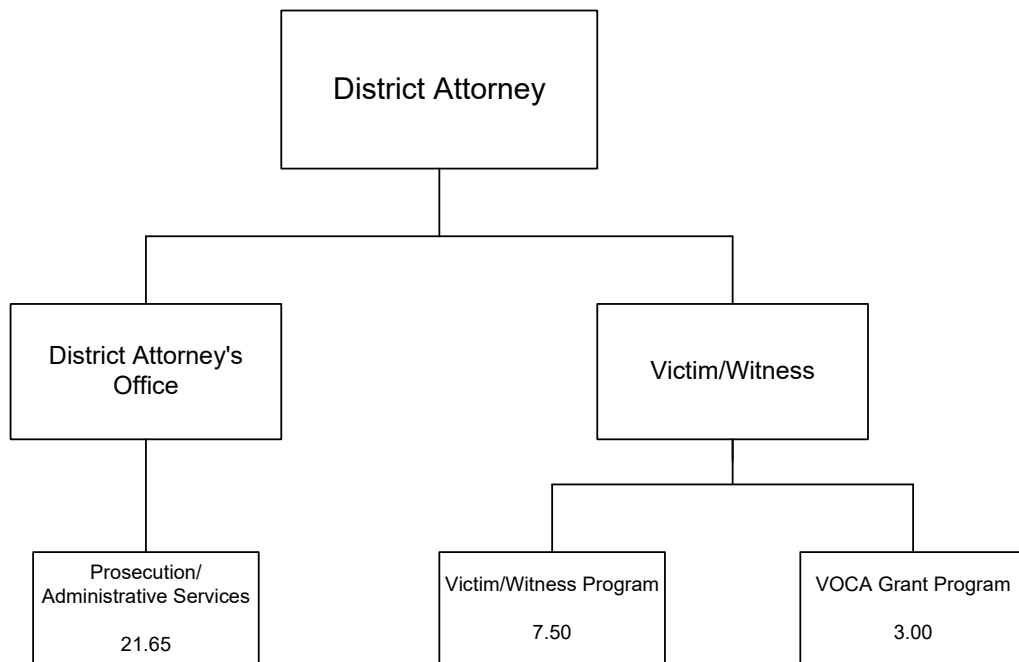 District Attorney
District Attorney's
Office
Victim/Witness
Prosecution/
Administrative Services
21.65
Victim/Witness Program
7.50
VOCA Grant Program
3.00